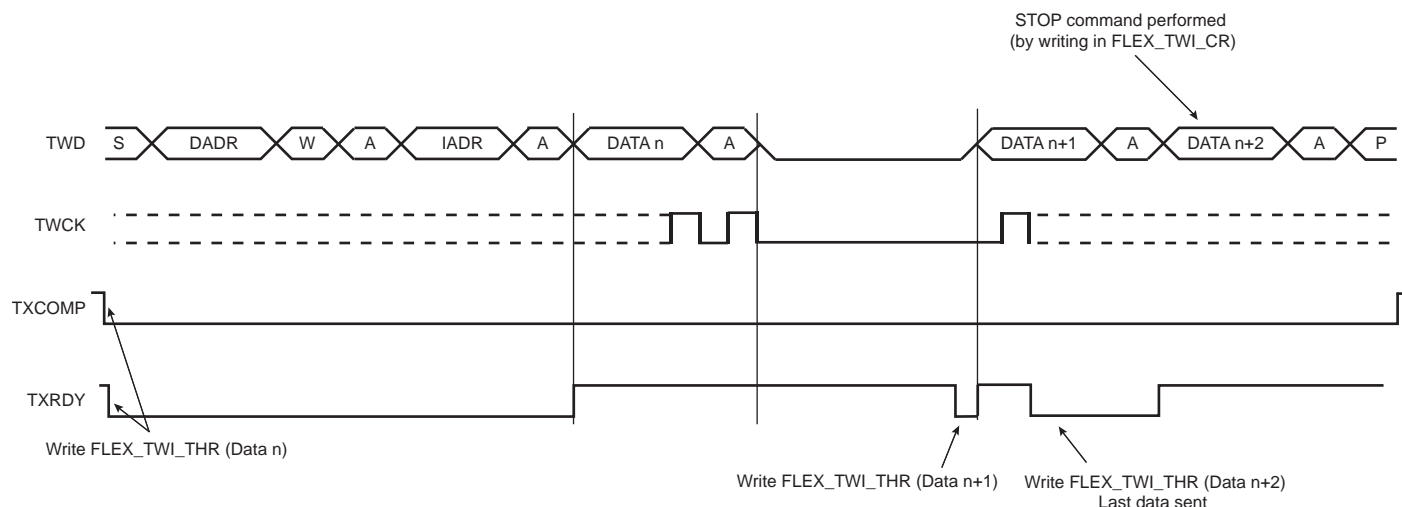 STOP command performed
(by writing in FLEX_TWI_CR)
TWD S DADR W A IADR A DATA n A DATA n+1 A DATA n+2 A P
TWCK
TXCOMP
TXRDY
Write FLEX_TWI_THR (Data n)
Write FLEX_TWI_THR (Data n+1)
Write FLEX_TWI_THR (Data n+2)
Last data sent